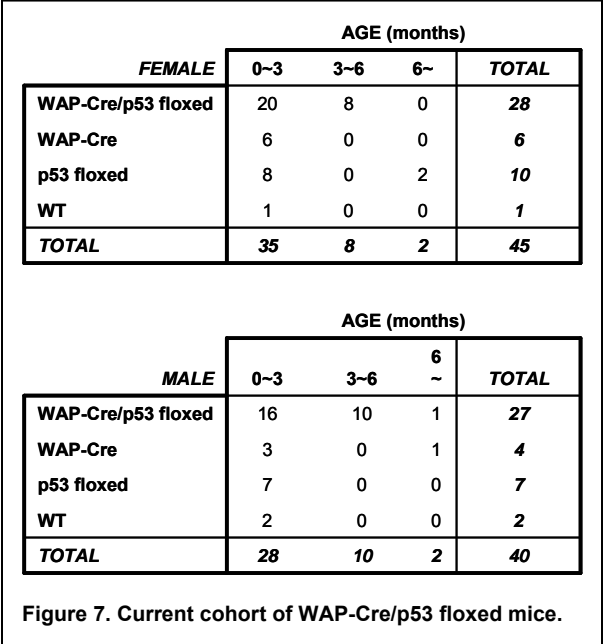 AGE (months)
FEMALE 0~3 3~6 6~ TOTAL
WAP-Cre/p53 floxed 20 8 0 28
WAP-Cre 6 0 0 6
p53 floxed 8 0 2 10
WT 1 0 0 1
TOTAL 35 8 2 45
AGE (months)
6
MALE 0~3 3~6 ~ TOTAL
WAP-Cre/p53 floxed 16 10 1 27
WAP-Cre 3 0 1 4
p53 floxed 7 0 0 7
WT 2 0 0 2
TOTAL 28 10 2 40
Figure 7. Current cohort of WAP-Cre/p53 floxed mice.